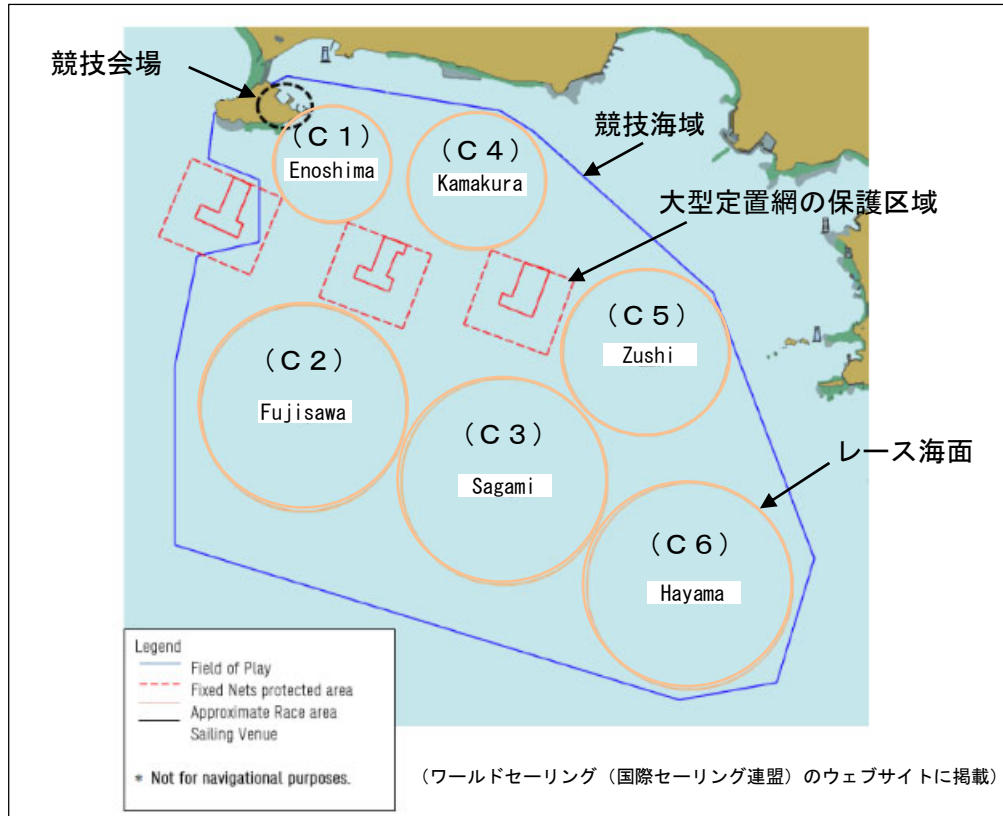 競技会場
(C1)
Enoshima
(C4)
Kamakura
競技海域
大型定置網の保護区域
(C5)
Zushi
(C2)
Fujisawa
(C3)
Sagami
レース海面
(C6)
Hayama
Legend
Field of Play
Fixed Nets protected area
Approximate Race area
Sailing Venue
* Not for navigational purposes.
(ワールドセーリング(国際セーリング連盟)のウェブサイトに掲載)